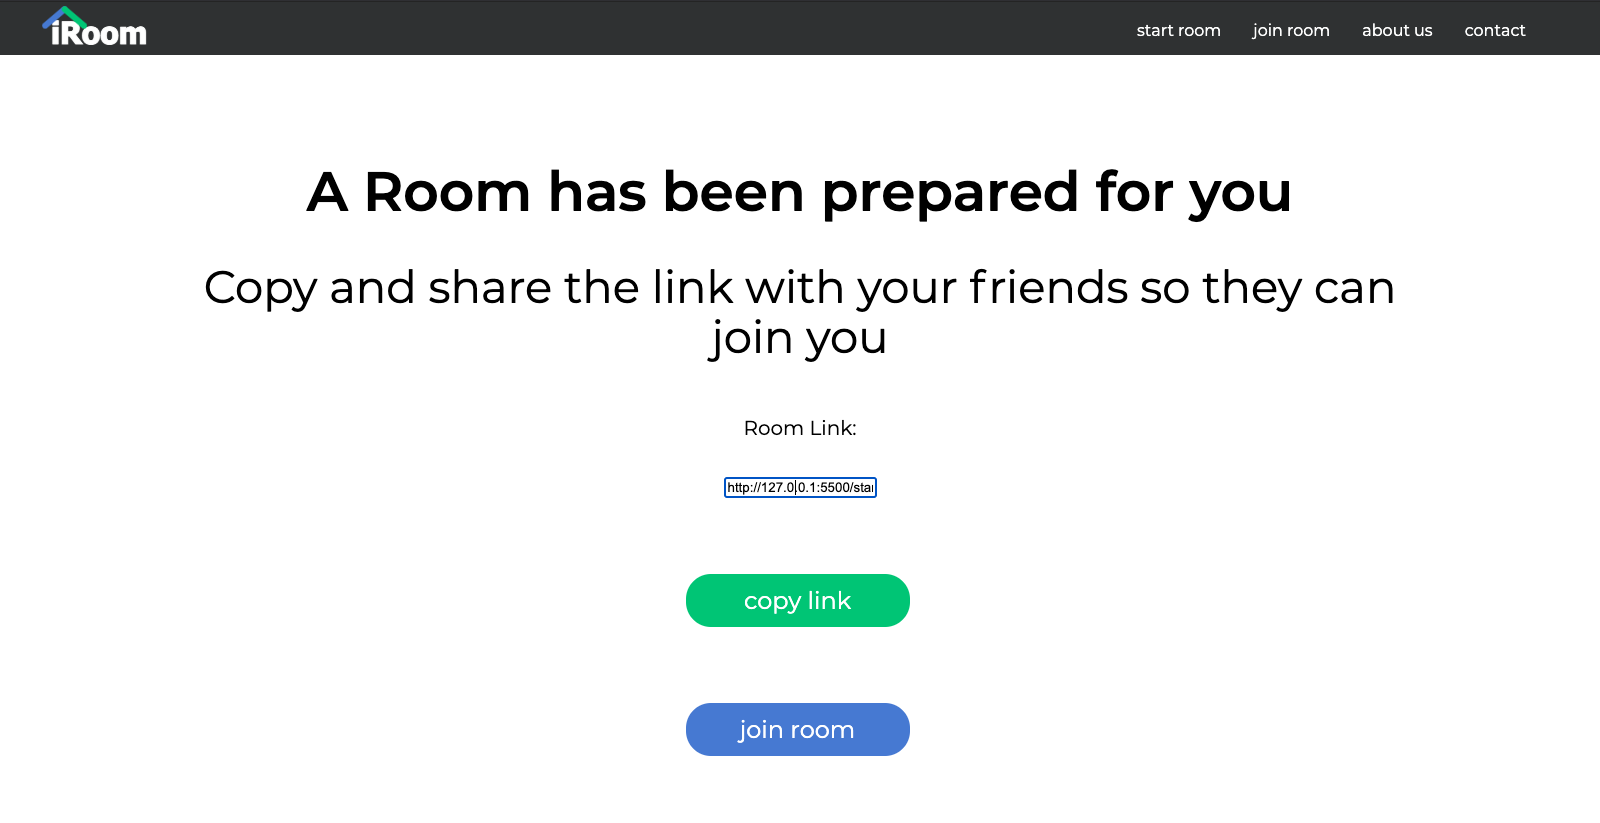 iRoom
start room join room about us contact
A Room has been prepared for you
Copy and share the link with your friends so they can
join you
Room Link:
http://127.0.0.1:5500/sta
copy link
join room